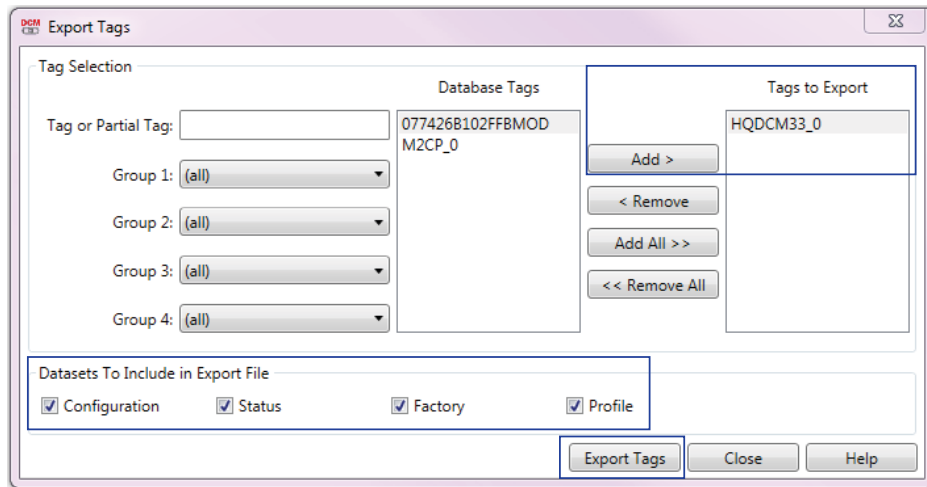 DCM Export Tags
Tag Selection
Database Tags
Tags to Export
Tag or Partial Tag:
077426B102FFBMOD
M2CP_0
HQDCM33_0
Add >
Group 1: (all)
< Remove
Group 2: (all)
Add All >>
Group 3: (all)
<< Remove All
Group 4: (all)
Datasets To Include in Export File
Configuration Status Factory Profile
Export Tags Close Help